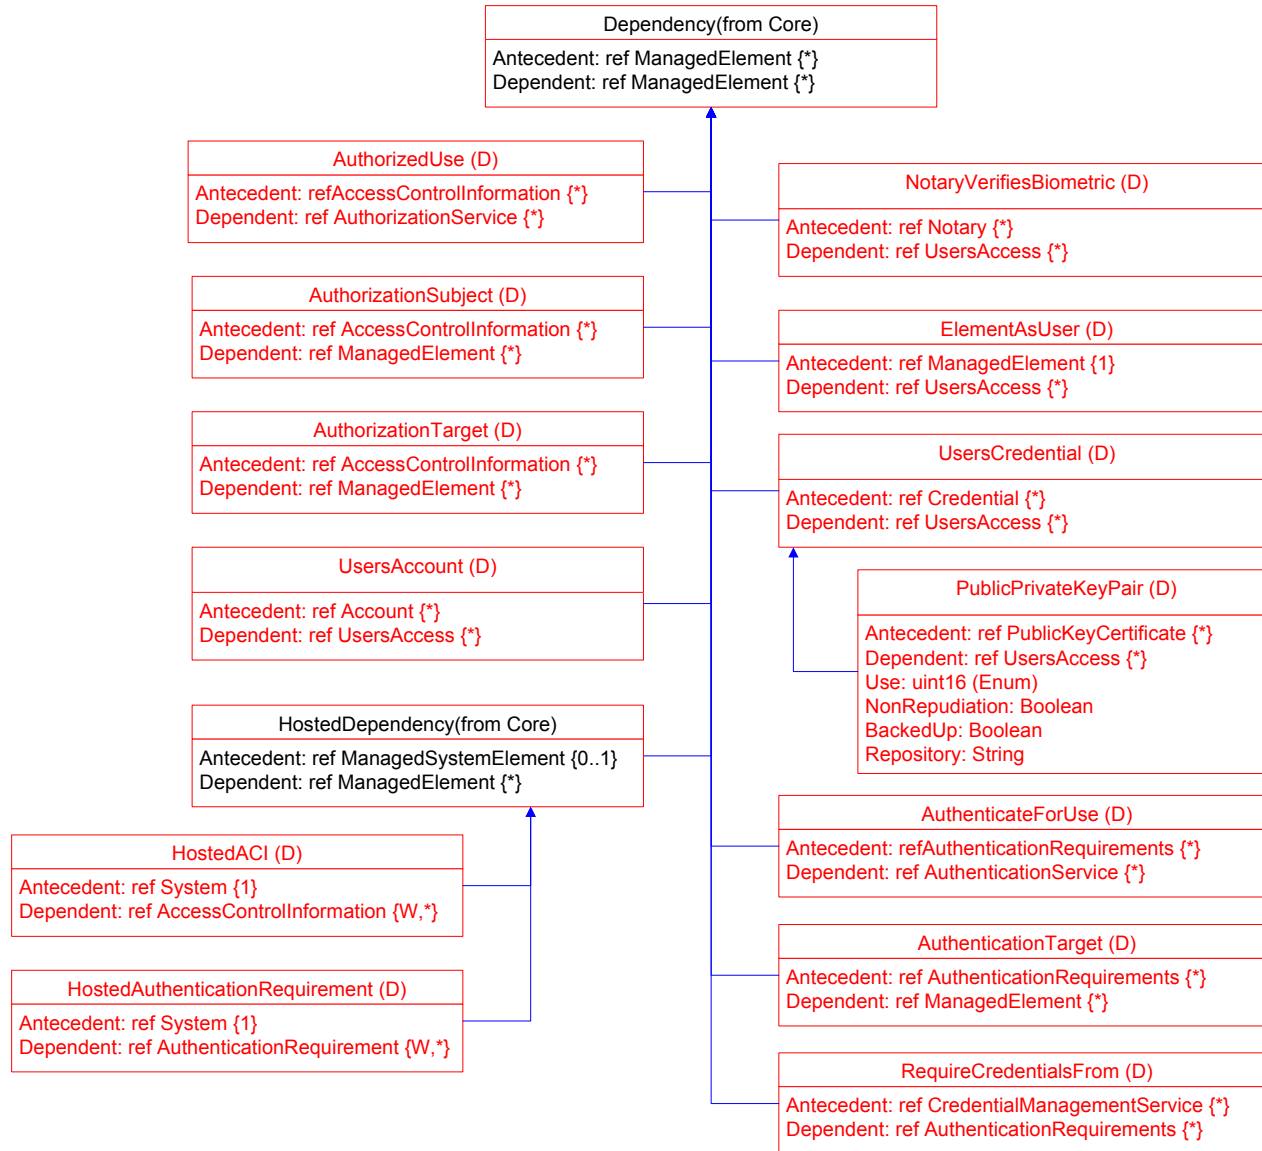 Dependency(from Core)
Antecedent: ref ManagedElement {*}
Dependent: ref ManagedElement {*}
AuthorizedUse (D)
Antecedent: refAccessControlInformation {*}
Dependent: ref AuthorizationService {*}
AuthorizationSubject (D)
Antecedent: ref AccessControlInformation {*}
Dependent: ref ManagedElement {*}
AuthorizationTarget (D)
Antecedent: ref AccessControlInformation {*}
Dependent: ref ManagedElement {*}
UsersAccount (D)
Antecedent: ref Account {*}
Dependent: ref UsersAccess {*}
HostedDependency(from Core)
Antecedent: ref ManagedSystemElement {0..1}
Dependent: ref ManagedElement {*}
HostedACI (D)
Antecedent: ref System {1}
Dependent: ref AccessControlInformation {W,*}
HostedAuthenticationRequirement (D)
Antecedent: ref System {1}
Dependent: ref AuthenticationRequirement {W,*}
NotaryVerifiesBiometric (D)
Antecedent: ref Notary {*}
Dependent: ref UsersAccess {*}
ElementAsUser (D)
Antecedent: ref ManagedElement {1}
Dependent: ref UsersAccess {*}
UsersCredential (D)
Antecedent: ref Credential {*}
Dependent: ref UsersAccess {*}
PublicPrivateKeyPair (D)
Antecedent: ref PublicKeyCertificate {*}
Dependent: ref UsersAccess {*}
Use: uint16 (Enum)
NonRepudiation: Boolean
BackedUp: Boolean
Repository: String
AuthenticateForUse (D)
Antecedent: refAuthenticationRequirements {*}
Dependent: ref AuthenticationService {*}
AuthenticationTarget (D)
Antecedent: ref AuthenticationRequirements {*}
Dependent: ref ManagedElement {*}
RequireCredentialsFrom (D)
Antecedent: ref CredentialManagementService {*}
Dependent: ref AuthenticationRequirements {*}